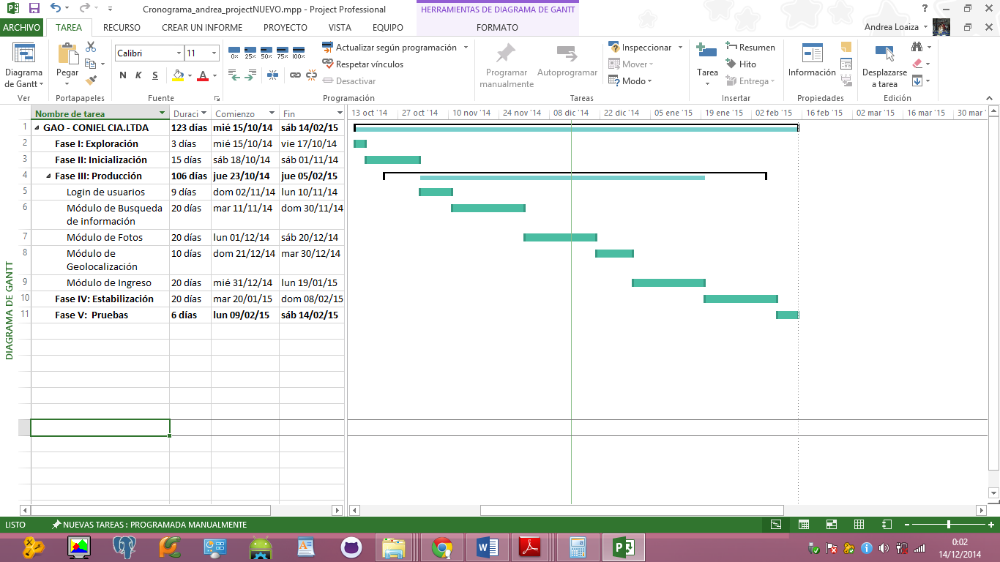 Cronograma_andrea_projectNUEVO.mpp - Project Professional
HERRAMIENTAS DE DIAGRAMA DE GANTT
ARCHIVO TAREA RECURSO CREAR UN INFORME PROYECTO VISTA EQUIPO FORMATO Andrea Loaiza
Diagrama de Gantt
Ver
Pegar
Portapapeles
Calibri 11
N K S
Fuente
0% 25% 50% 75% 100%
Actualizar según programación
Respetar vínculos
Desactivar
Programación
Programar manualmente
Autoprogramar
Inspeccionar
Mover
Modo
Tareas
Tarea
Resumen
Hito
Entrega
Insertar
Información
Propiedades
Desplazarse a tarea
Edición
Nombre de tarea Duraci Comienzo Fin
13 oct '14 27 oct '14 10 nov '14 24 nov '14 08 dic '14 22 dic '14 05 ene '15 19 ene '15 02 feb '15 16 feb '15 02 mar '15 16 mar '15 30 mar '
1 GAO - CONIEL CIA.LTDA 123 días mié 15/10/14 sáb 14/02/15
2 Fase I: Exploración 3 días mié 15/10/14 vie 17/10/14
3 Fase II: Inicialización 15 días sáb 18/10/14 sáb 01/11/14
4 Fase III: Producción 106 días jue 23/10/14 jue 05/02/15
5 Login de usuarios 9 días dom 02/11/14 lun 10/11/14
6 Módulo de Busqueda de información 20 días mar 11/11/14 dom 30/11/14
7 Módulo de Fotos 20 días lun 01/12/14 sáb 20/12/14
8 Módulo de Geolocalización 10 días dom 21/12/14 mar 30/12/14
9 Módulo de Ingreso 20 días mié 31/12/14 lun 19/01/15
10 Fase IV: Estabilización 20 días mar 20/01/15 dom 08/02/15
11 Fase V: Pruebas 6 días lun 09/02/15 sáb 14/02/15
DIAGRAMA DE GANTT
LISTO NUEVAS TAREAS : PROGRAMADA MANUALMENTE
0:02
14/12/2014